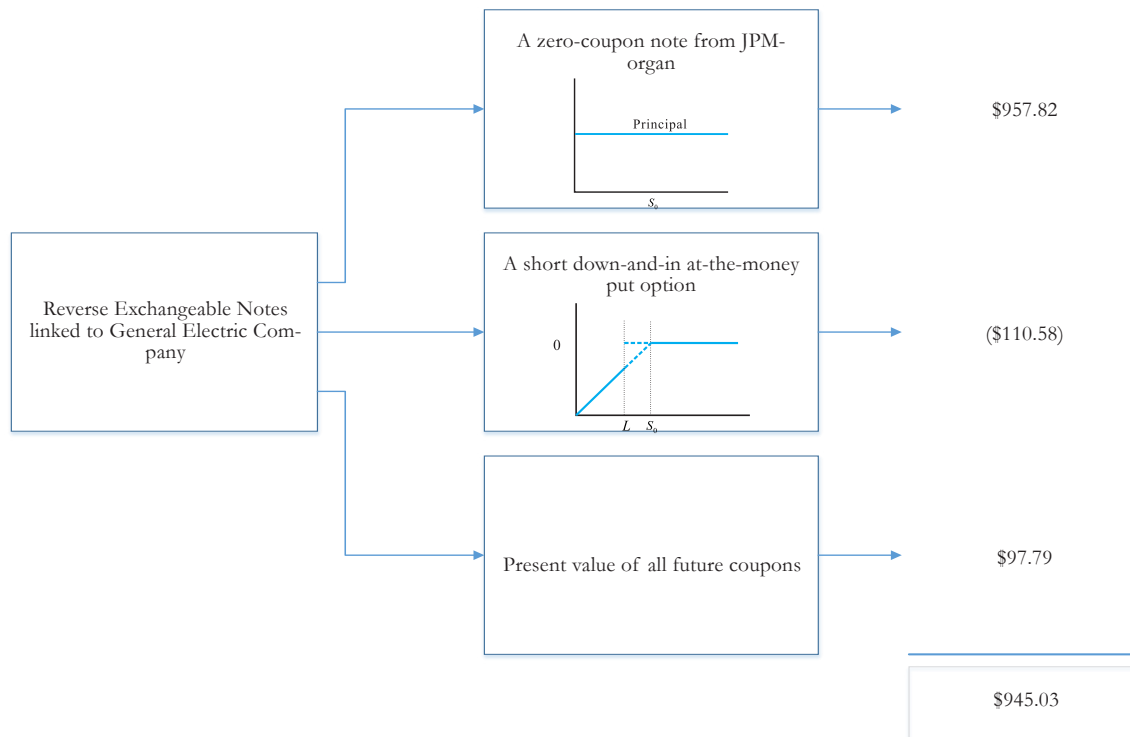 A zero-coupon note from JPM-
organ
Principal
S₀
$957.82
Reverse Exchangeable Notes
linked to General Electric Com-
pany
A short down-and-in at-the-money
put option
0
L
S₀
($110.58)
Present value of all future coupons
$97.79
$945.03